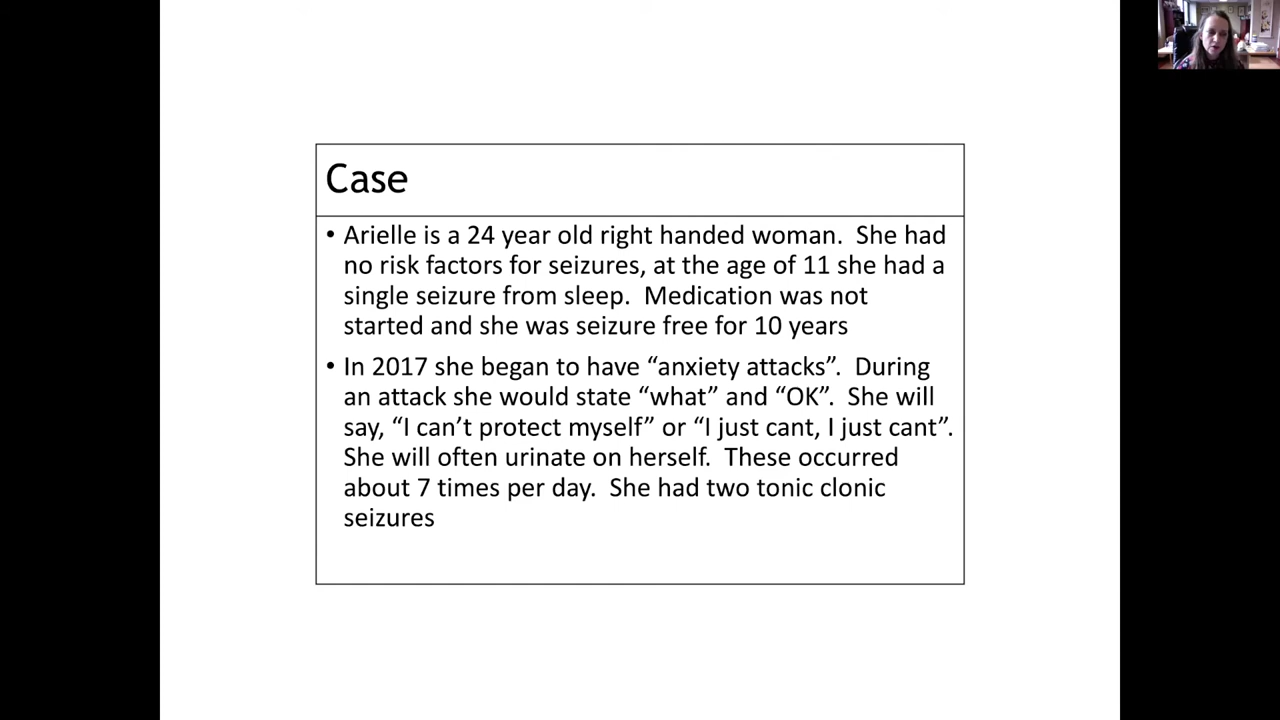 Case
• Arielle is a 24 year old right handed woman.  She had
no risk factors for seizures, at the age of 11 she had a
single seizure from sleep.  Medication was not
started and she was seizure free for 10 years
• In 2017 she began to have “anxiety attacks”.  During
an attack she would state “what” and “OK”.  She will
say, “I can’t protect myself” or “I just cant, I just cant”.
She will often urinate on herself.  These occurred
about 7 times per day.  She had two tonic clonic
seizures